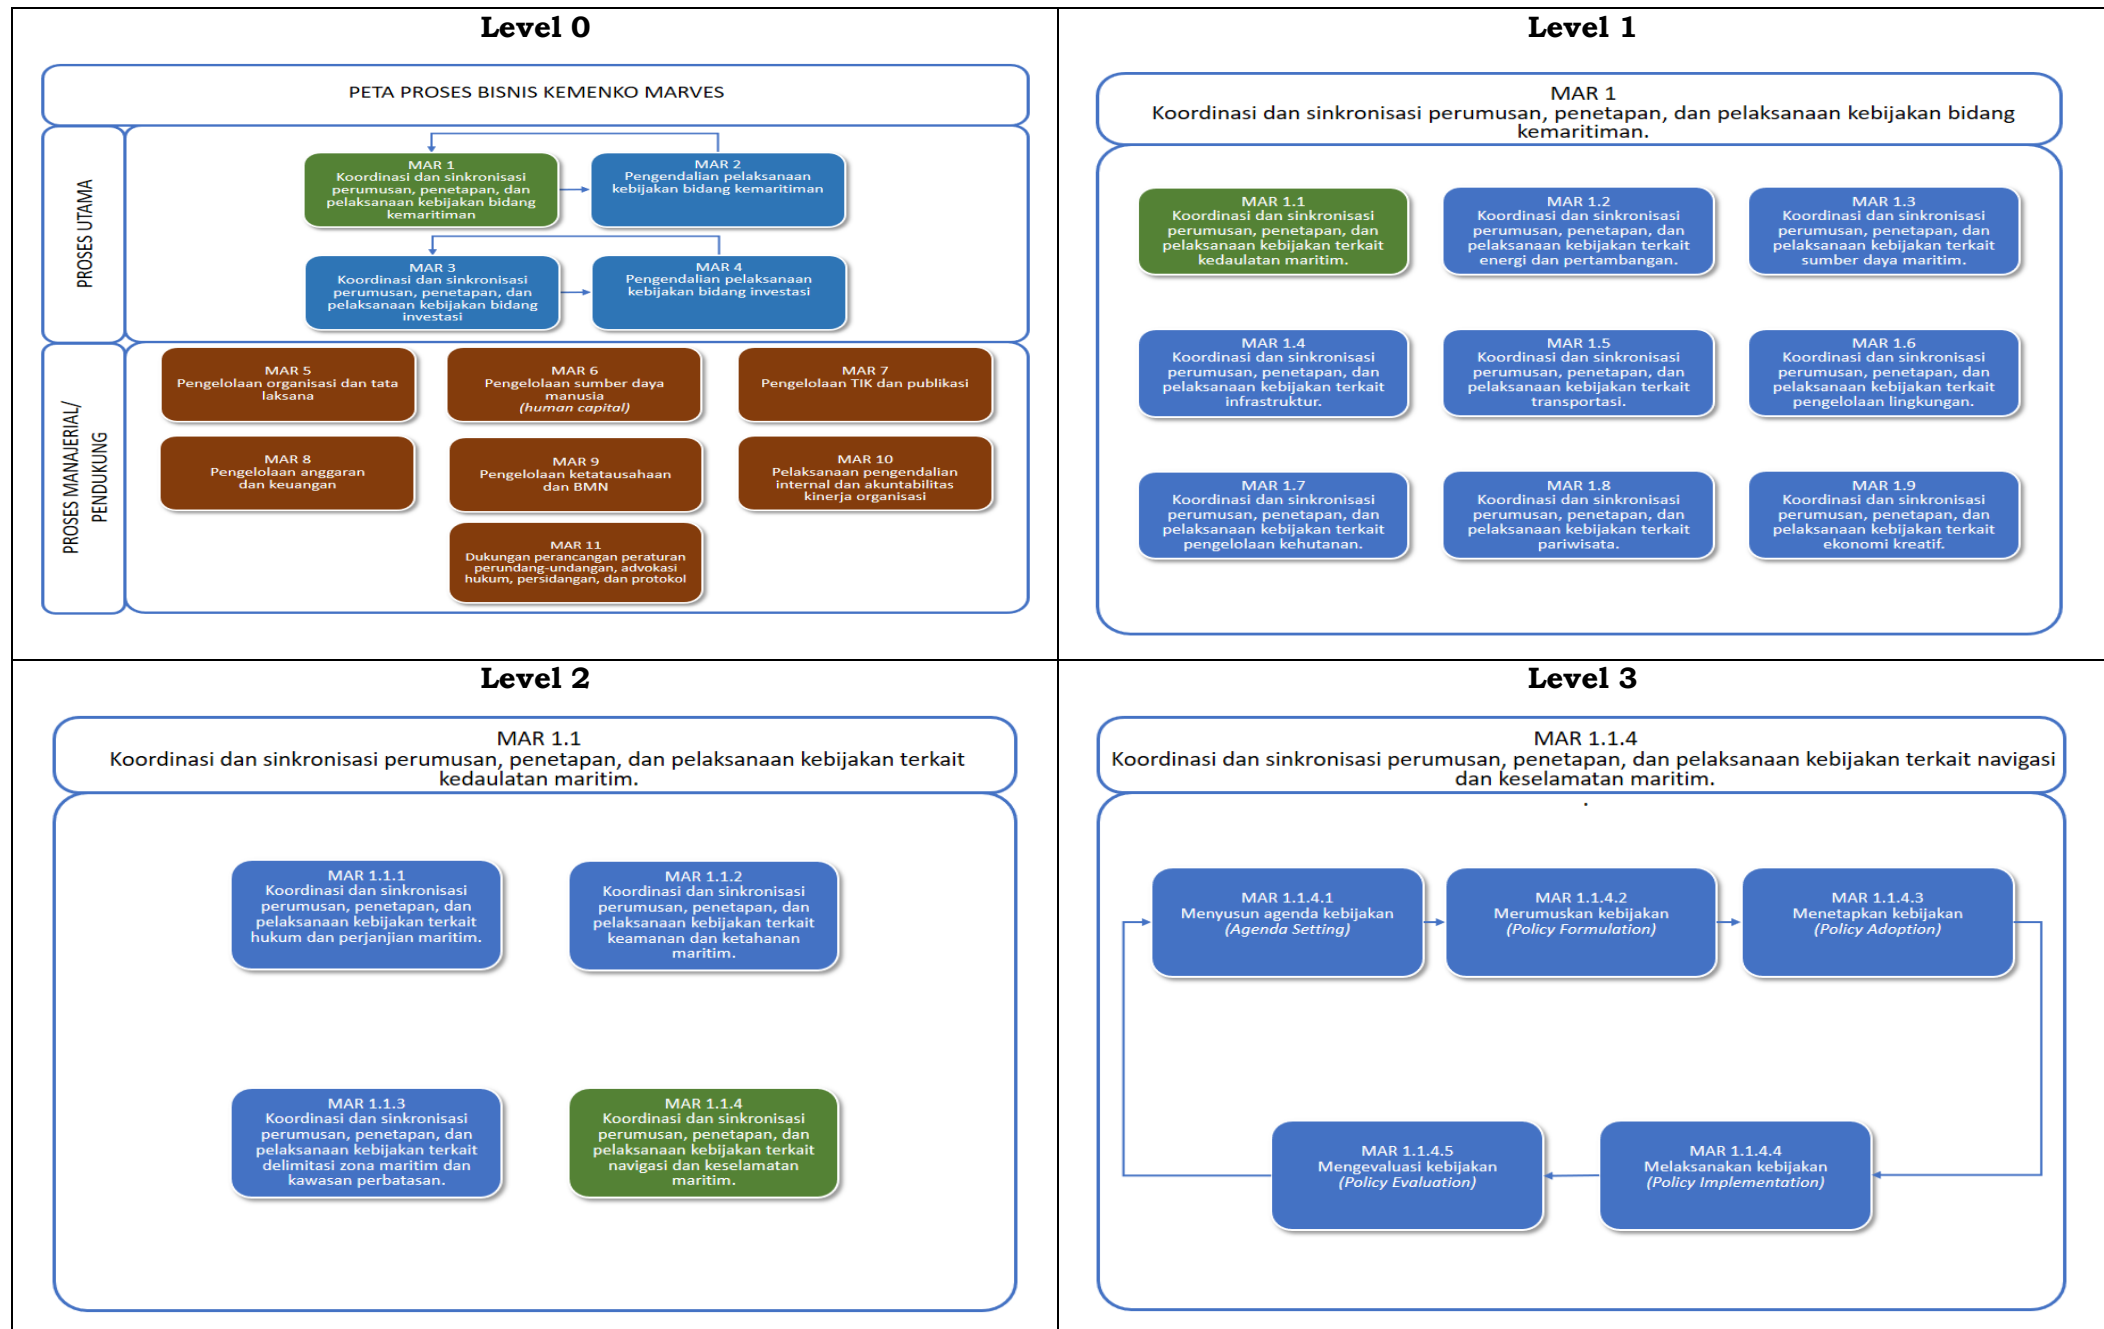 Level 0
PETA PROSES BISNIS KEMENKO MARVES
PROSES UTAMA
MAR 1
Koordinasi dan sinkronisasi
perumusan, penetapan, dan
pelaksanaan kebijakan bidang
kemaritiman
MAR 2
Pengendalian pelaksanaan
kebijakan bidang kemaritiman
MAR 3
Koordinasi dan sinkronisasi
perumusan, penetapan, dan
pelaksanaan kebijakan bidang
investasi
MAR 4
Pengendalian pelaksanaan
kebijakan bidang investasi
PROSES MANAJERIAL/
PENDUKUNG
MAR 5
Pengelolaan organisasi dan tata
laksana
MAR 6
Pengelolaan sumber daya
manusia
(human capital)
MAR 7
Pengelolaan TIK dan publikasi
MAR 8
Pengelolaan anggaran
dan keuangan
MAR 9
Pengelolaan ketatausahaan
dan BMN
MAR 10
Pelaksanaan pengendalian
internal dan akuntabilitas
kinerja organisasi
MAR 11
Dukungan perancangan peraturan
perundang-undangan, advokasi
hukum, persidangan, dan protokol
Level 1
MAR 1
Koordinasi dan sinkronisasi perumusan, penetapan, dan pelaksanaan kebijakan bidang
kemaritiman.
MAR 1.1
Koordinasi dan sinkronisasi
perumusan, penetapan, dan
pelaksanaan kebijakan terkait
kedaulatan maritim.
MAR 1.2
Koordinasi dan sinkronisasi
perumusan, penetapan, dan
pelaksanaan kebijakan terkait
energi dan pertambangan.
MAR 1.3
Koordinasi dan sinkronisasi
perumusan, penetapan, dan
pelaksanaan kebijakan terkait
sumber daya maritim.
MAR 1.4
Koordinasi dan sinkronisasi
perumusan, penetapan, dan
pelaksanaan kebijakan terkait
infrastruktur.
MAR 1.5
Koordinasi dan sinkronisasi
perumusan, penetapan, dan
pelaksanaan kebijakan terkait
transportasi.
MAR 1.6
Koordinasi dan sinkronisasi
perumusan, penetapan, dan
pelaksanaan kebijakan terkait
pengelolaan lingkungan.
MAR 1.7
Koordinasi dan sinkronisasi
perumusan, penetapan, dan
pelaksanaan kebijakan terkait
pengelolaan kehutanan.
MAR 1.8
Koordinasi dan sinkronisasi
perumusan, penetapan, dan
pelaksanaan kebijakan terkait
pariwisata.
MAR 1.9
Koordinasi dan sinkronisasi
perumusan, penetapan, dan
pelaksanaan kebijakan terkait
ekonomi kreatif.
Level 2
MAR 1.1
Koordinasi dan sinkronisasi perumusan, penetapan, dan pelaksanaan kebijakan terkait
kedaulatan maritim.
MAR 1.1.1
Koordinasi dan sinkronisasi
perumusan, penetapan, dan
pelaksanaan kebijakan terkait
hukum dan perjanjian maritim.
MAR 1.1.2
Koordinasi dan sinkronisasi
perumusan, penetapan, dan
pelaksanaan kebijakan terkait
keamanan dan ketahanan
maritim.
MAR 1.1.3
Koordinasi dan sinkronisasi
perumusan, penetapan, dan
pelaksanaan kebijakan terkait
delimitasi zona maritim dan
kawasan perbatasan.
MAR 1.1.4
Koordinasi dan sinkronisasi
perumusan, penetapan, dan
pelaksanaan kebijakan terkait
navigasi dan keselamatan
maritim.
Level 3
MAR 1.1.4
Koordinasi dan sinkronisasi perumusan, penetapan, dan pelaksanaan kebijakan terkait navigasi
dan keselamatan maritim.
.
MAR 1.1.4.1
Menyusun agenda kebijakan
(Agenda Setting)
MAR 1.1.4.2
Merumuskan kebijakan
(Policy Formulation)
MAR 1.1.4.3
Menetapkan kebijakan
(Policy Adoption)
MAR 1.1.4.5
Mengevaluasi kebijakan
(Policy Evaluation)
MAR 1.1.4.4
Melaksanakan kebijakan
(Policy Implementation)